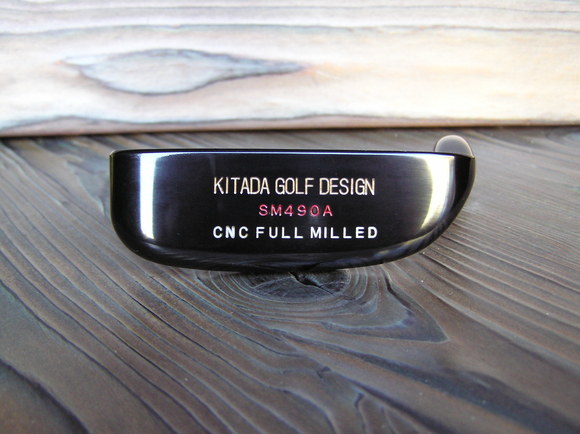 KITADA GOLF DESIGN
SM490A
CNC FULL MILLED